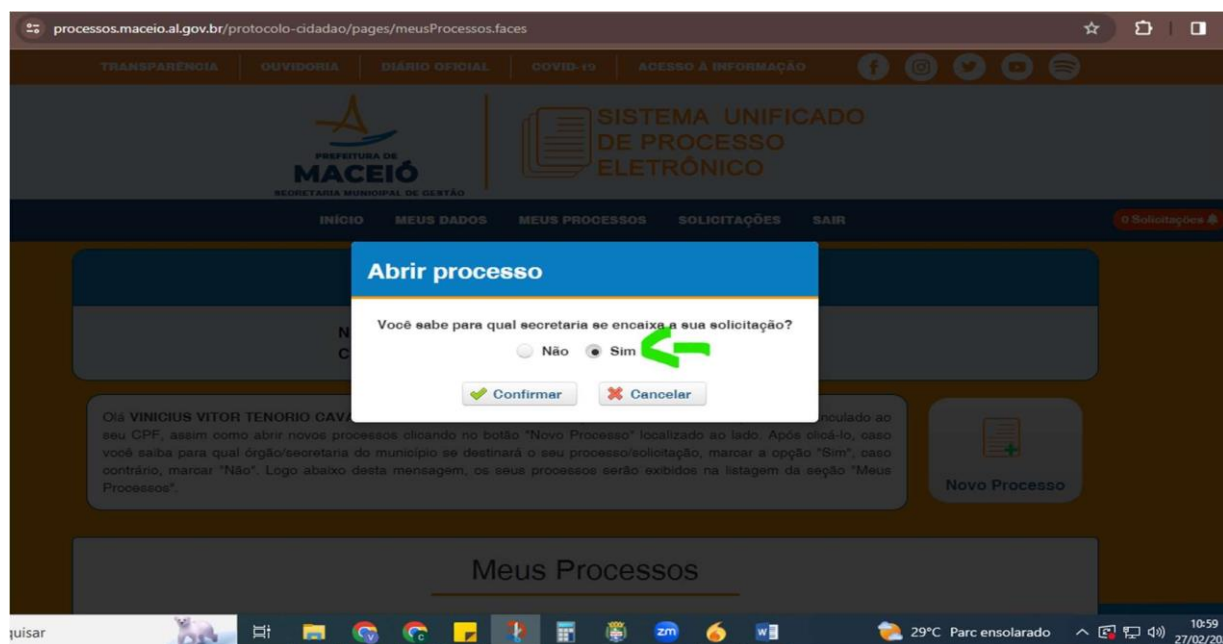 processos.maceio.al.gov.br/protocolo-cidadao/pages/meusProcessos.faces
TRANSPARÊNCIA OUVIDORIA DIÁRIO OFICIAL COVID-19 ACESSO À INFORMAÇÃO
PREFEITURA DE
MACEIÓ
SECRETARIA MUNICIPAL DE GESTÃO
SISTEMA UNIFICADO
DE PROCESSO
ELETRÔNICO
INÍCIO MEUS DADOS MEUS PROCESSOS SOLICITAÇÕES SAIR
0 Solicitações
Abrir processo
Você sabe para qual secretaria se encaixa a sua solicitação?
Não Sim
Confirmar Cancelar
N
C
Olá VINICIUS VITOR TENORIO CAVA nculado ao
seu CPF, assim como abrir novos processos clicando no botão "Novo Processo" localizado ao lado. Após clicá-lo, caso
você saiba para qual órgão/secretaria do município se destinará o seu processo/solicitação, marcar a opção "Sim", caso
contrário, marcar "Não". Logo abaixo desta mensagem, os seus processos serão exibidos na listagem da seção "Meus
Processos".
Novo Processo
Meus Processos
quisar
zm
29°C Parc ensolarado
10:59
27/02/20